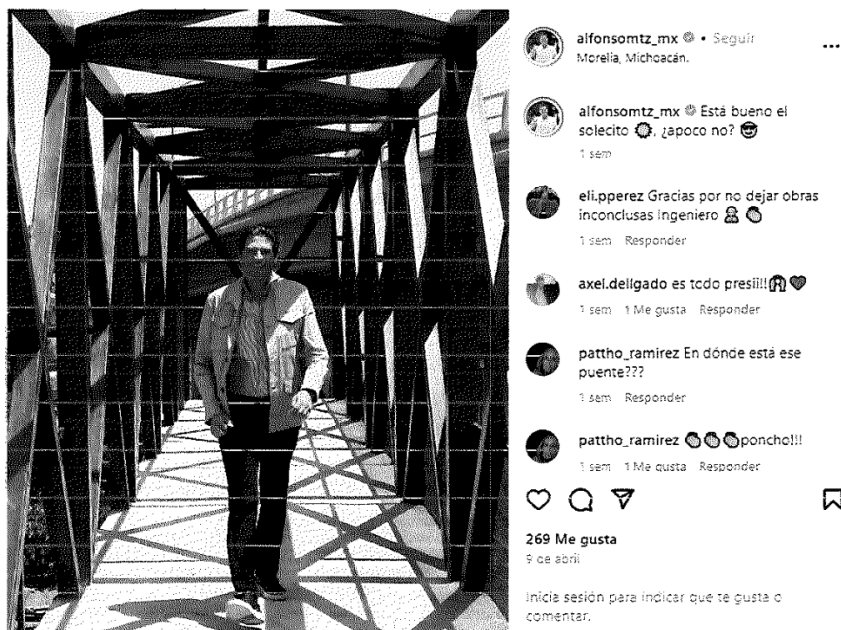 alfonsomtz_mx • Seguir
Morelia, Michoacán.
alfonsomtz_mx Está bueno el
solecito, ¿apoco no?
1 sem
eli.pperez Gracias por no dejar obras
inconclusas Ingeniero
1 sem Responder
axel.deligado es todo presii!!
1 sem 1 Me gusta Responder
pattho_ramirez En dónde está ese
puente???
1 sem Responder
pattho_ramirez poncho!!!
1 sem 1 Me gusta Responder
269 Me gusta
9 de abril
Inicia sesión para indicar que te gusta o
comentar.